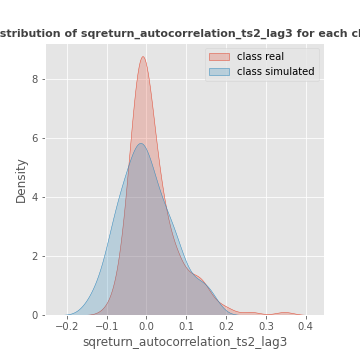 stribution of sqreturn_autocorrelation_ts2_lag3 for each cl
class real
class simulated
Density
8
6
4
2
0
−0.2 −0.1 0.0 0.1 0.2 0.3 0.4
sqreturn_autocorrelation_ts2_lag3